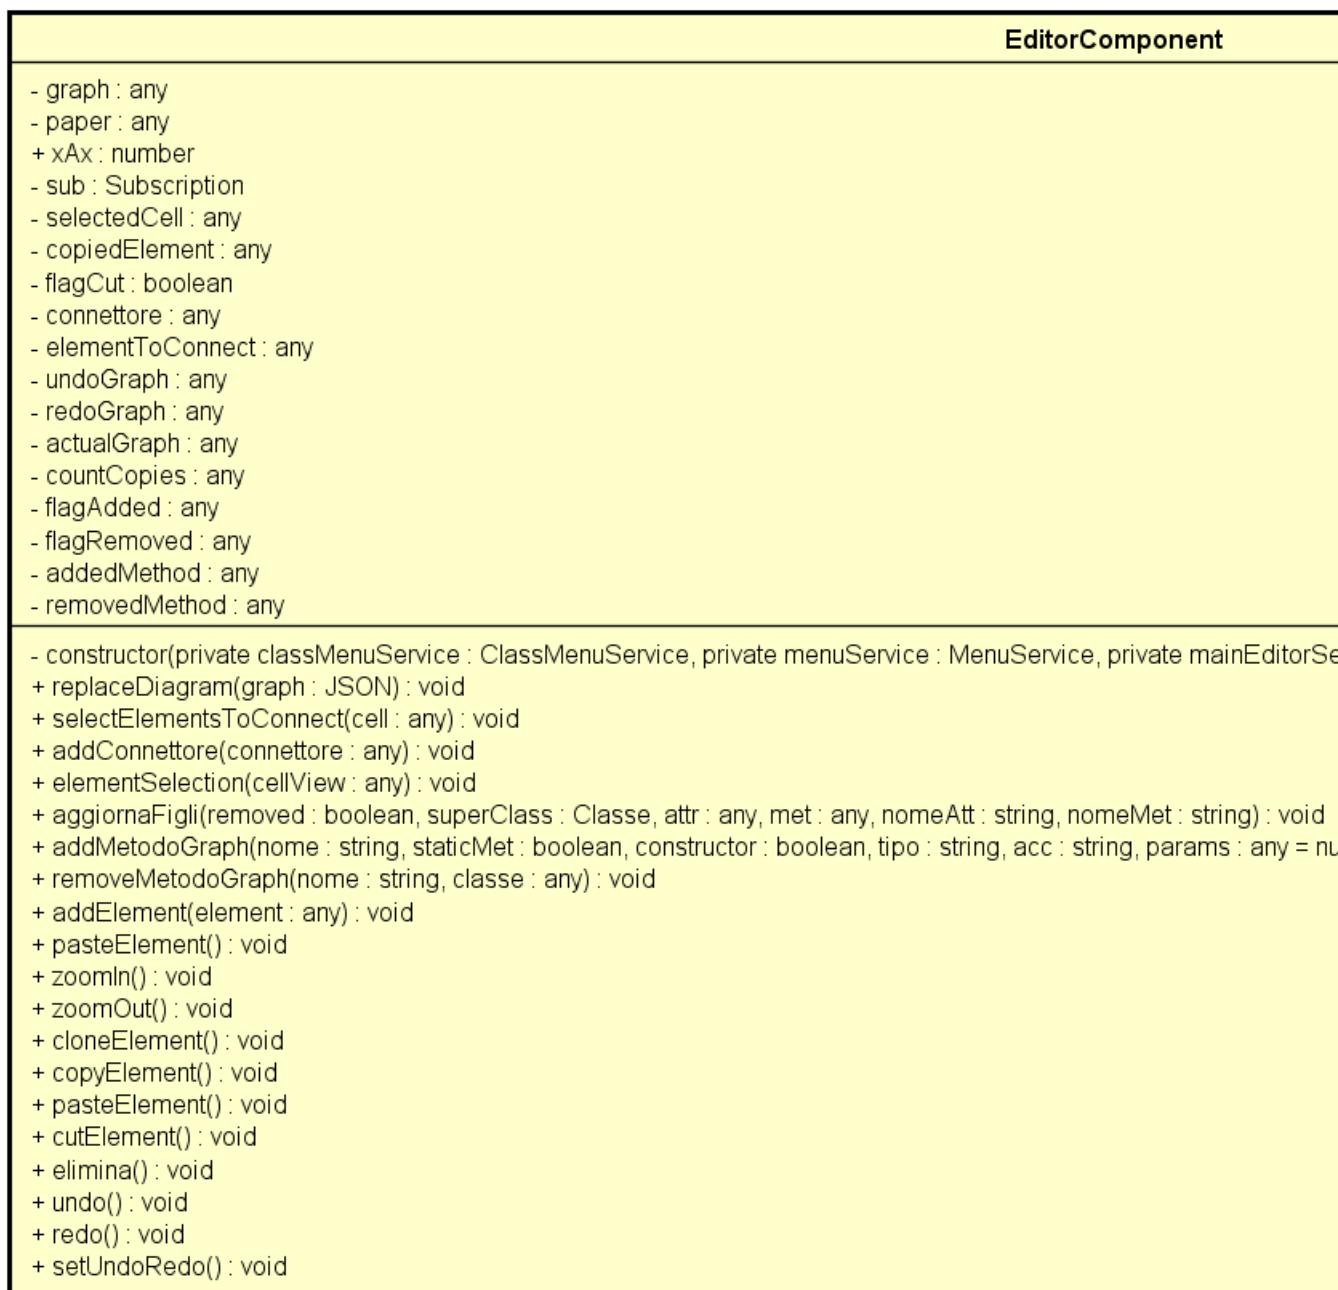 EditorComponent
- graph : any
- paper : any
+ xAx : number
- sub : Subscription
- selectedCell : any
- copiedElement : any
- flagCut : boolean
- connettore : any
- elementToConnect : any
- undoGraph : any
- redoGraph : any
- actualGraph : any
- countCopies : any
- flagAdded : any
- flagRemoved : any
- addedMethod : any
- removedMethod : any
- constructor(private classMenuService : ClassMenuService, private menuService : MenuService, private mainEditorSe
+ replaceDiagram(graph : JSON) : void
+ selectElementsToConnect(cell : any) : void
+ addConnettore(connettore : any) : void
+ elementSelection(cellView : any) : void
+ aggiornaFigli(removed : boolean, superClass : Classe, attr : any, met : any, nomeAtt : string, nomeMet : string) : void
+ addMetodoGraph(nome : string, staticMet : boolean, constructor : boolean, tipo : string, acc : string, params : any = nu
+ removeMetodoGraph(nome : string, classe : any) : void
+ addElement(element : any) : void
+ pasteElement() : void
+ zoomIn() : void
+ zoomOut() : void
+ cloneElement() : void
+ copyElement() : void
+ pasteElement() : void
+ cutElement() : void
+ elimina() : void
+ undo() : void
+ redo() : void
+ setUndoRedo() : void